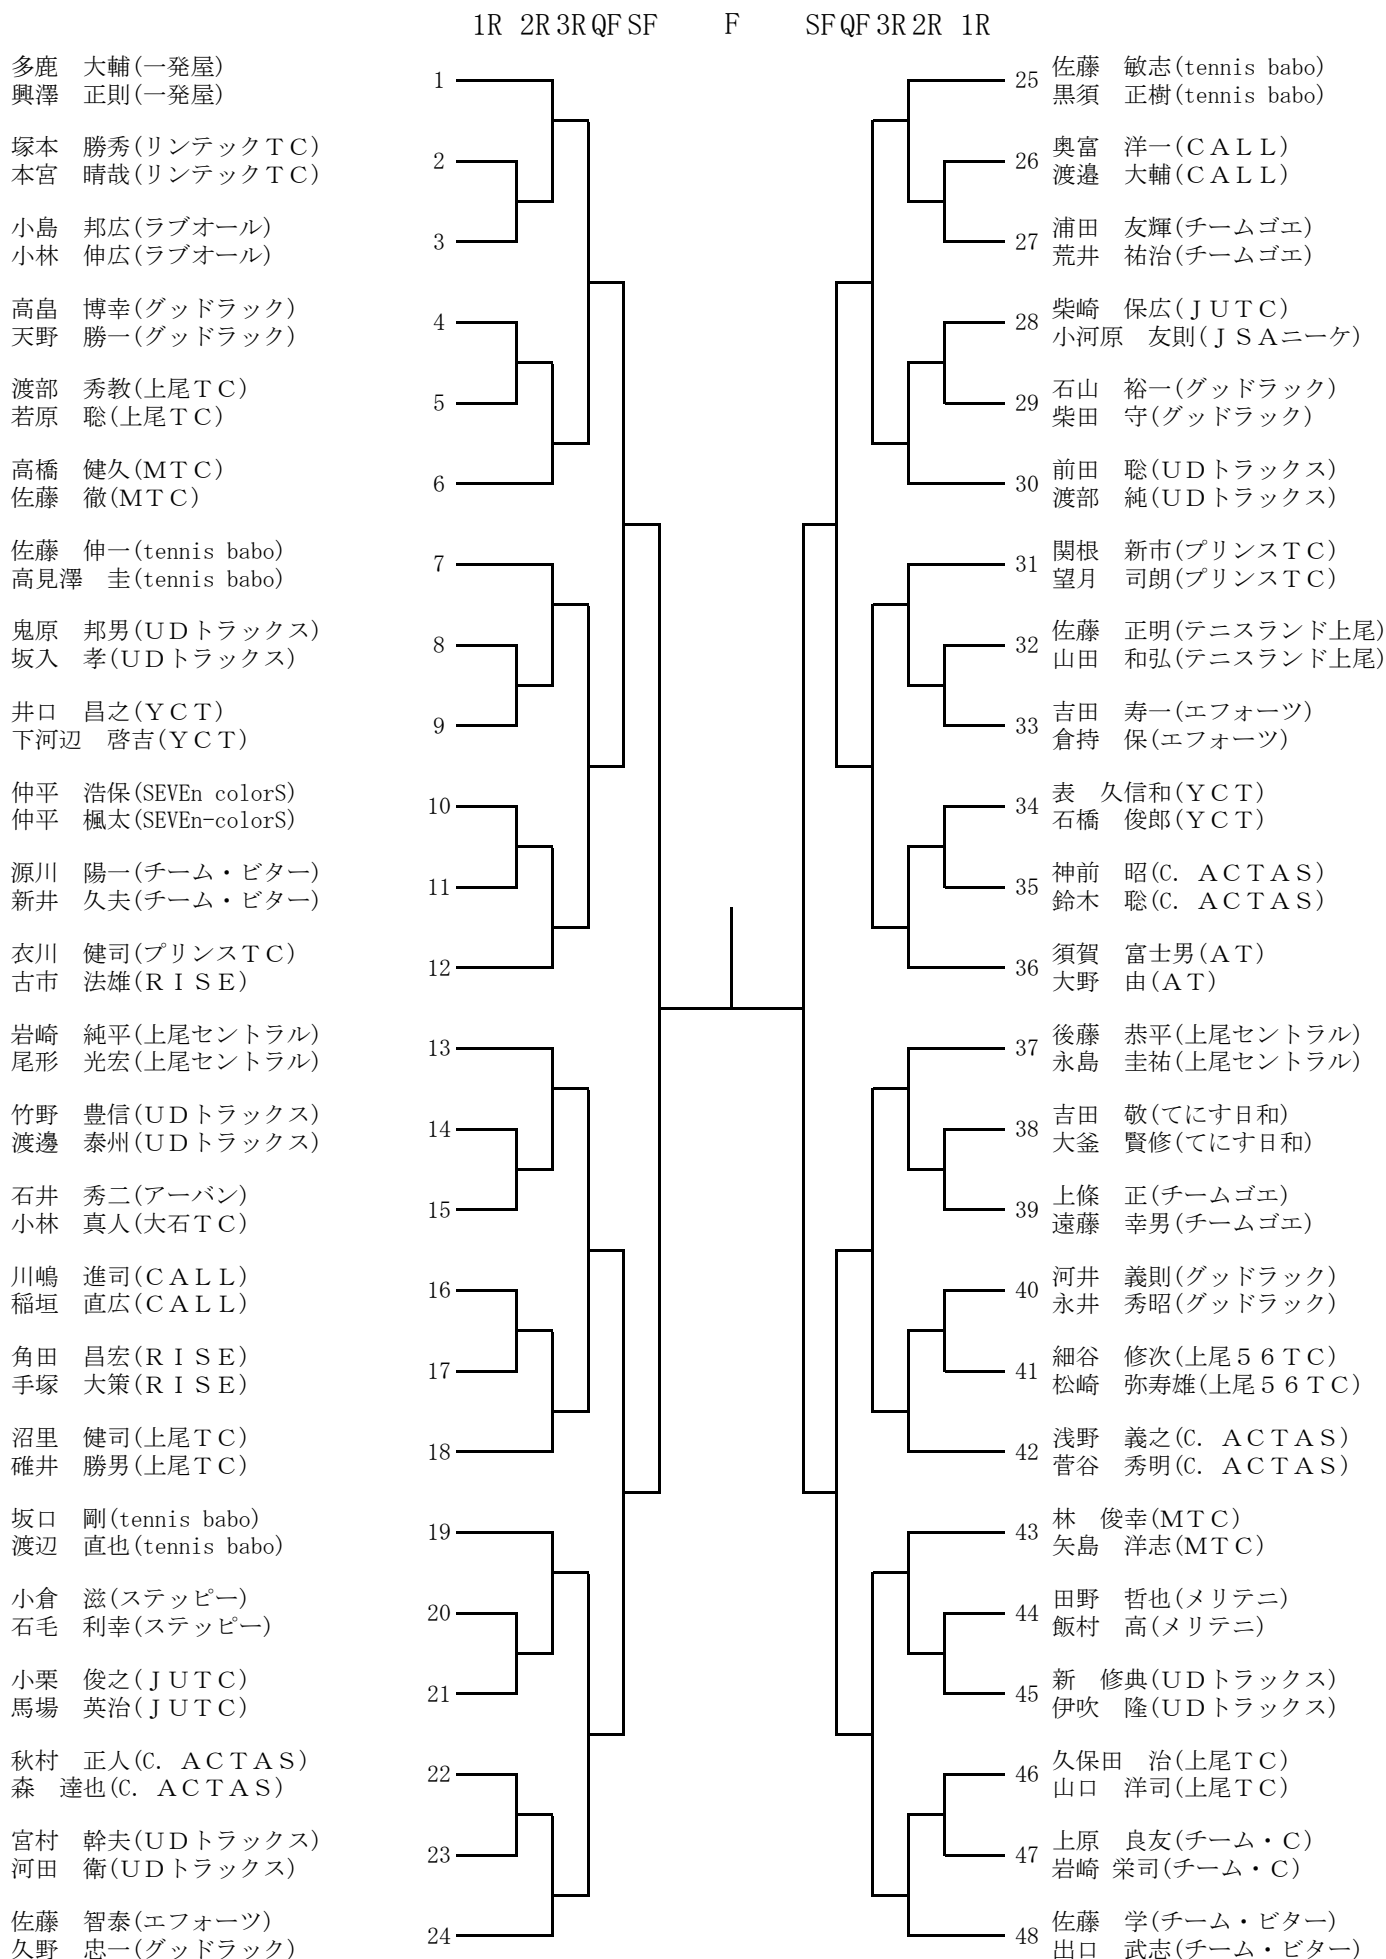 1R 2R 3R QF SF F SF QF 3R 2R 1R
多鹿　大輔(一発屋)
興澤　正則(一発屋)
1
塚本　勝秀(リンテックＴＣ)
本宮　晴哉(リンテックＴＣ)
2
小島　邦広(ラブオール)
小林　伸広(ラブオール)
3
高畠　博幸(グッドラック)
天野　勝一(グッドラック)
4
渡部　秀教(上尾ＴＣ)
若原　聡(上尾ＴＣ)
5
高橋　健久(ＭＴＣ)
佐藤　徹(ＭＴＣ)
6
佐藤　伸一(tennis babo)
高見澤　圭(tennis babo)
7
鬼原　邦男(ＵＤトラックス)
坂入　孝(ＵＤトラックス)
8
井口　昌之(ＹＣＴ)
下河辺　啓吉(ＹＣＴ)
9
仲平　浩保(SEVEn colorS)
仲平　楓太(SEVEn-colorS)
10
源川　陽一(チーム・ビター)
新井　久夫(チーム・ビター)
11
衣川　健司(プリンスＴＣ)
古市　法雄(ＲＩＳＥ)
12
岩崎　純平(上尾セントラル)
尾形　光宏(上尾セントラル)
13
竹野　豊信(ＵＤトラックス)
渡邊　泰州(ＵＤトラックス)
14
石井　秀二(アーバン)
小林　真人(大石ＴＣ)
15
川嶋　進司(ＣＡＬＬ)
稲垣　直広(ＣＡＬＬ)
16
角田　昌宏(ＲＩＳＥ)
手塚　大策(ＲＩＳＥ)
17
沼里　健司(上尾ＴＣ)
碓井　勝男(上尾ＴＣ)
18
坂口　剛(tennis babo)
渡辺　直也(tennis babo)
19
小倉　滋(ステッピー)
石毛　利幸(ステッピー)
20
小栗　俊之(ＪＵＴＣ)
馬場　英治(ＪＵＴＣ)
21
秋村　正人(C. ＡＣＴＡＳ)
森　達也(C. ＡＣＴＡＳ)
22
宮村　幹夫(ＵＤトラックス)
河田　衛(ＵＤトラックス)
23
佐藤　智泰(エフォーツ)
久野　忠一(グッドラック)
24
25
佐藤　敏志(tennis babo)
黒須　正樹(tennis babo)
26
奥富　洋一(ＣＡＬＬ)
渡邉　大輔(ＣＡＬＬ)
27
浦田　友輝(チームゴエ)
荒井　祐治(チームゴエ)
28
柴崎　保広(ＪＵＴＣ)
小河原　友則(ＪＳＡニーケ)
29
石山　裕一(グッドラック)
柴田　守(グッドラック)
30
前田　聡(ＵＤトラックス)
渡部　純(ＵＤトラックス)
31
関根　新市(プリンスＴＣ)
望月　司朗(プリンスＴＣ)
32
佐藤　正明(テニスランド上尾)
山田　和弘(テニスランド上尾)
33
吉田　寿一(エフォーツ)
倉持　保(エフォーツ)
34
表　久信和(ＹＣＴ)
石橋　俊郎(ＹＣＴ)
35
神前　昭(C. ＡＣＴＡＳ)
鈴木　聡(C. ＡＣＴＡＳ)
36
須賀　富士男(ＡＴ)
大野　由(ＡＴ)
37
後藤　恭平(上尾セントラル)
永島　圭祐(上尾セントラル)
38
吉田　敬(てにす日和)
大釜　賢修(てにす日和)
39
上條　正(チームゴエ)
遠藤　幸男(チームゴエ)
40
河井　義則(グッドラック)
永井　秀昭(グッドラック)
41
細谷　修次(上尾５６ＴＣ)
松崎　弥寿雄(上尾５６ＴＣ)
42
浅野　義之(C. ＡＣＴＡＳ)
菅谷　秀明(C. ＡＣＴＡＳ)
43
林　俊幸(ＭＴＣ)
矢島　洋志(ＭＴＣ)
44
田野　哲也(メリテニ)
飯村　高(メリテニ)
45
新　修典(ＵＤトラックス)
伊吹　隆(ＵＤトラックス)
46
久保田　治(上尾ＴＣ)
山口　洋司(上尾ＴＣ)
47
上原　良友(チーム・Ｃ)
岩崎 栄司(チーム・Ｃ)
48
佐藤　学(チーム・ビター)
出口　武志(チーム・ビター)